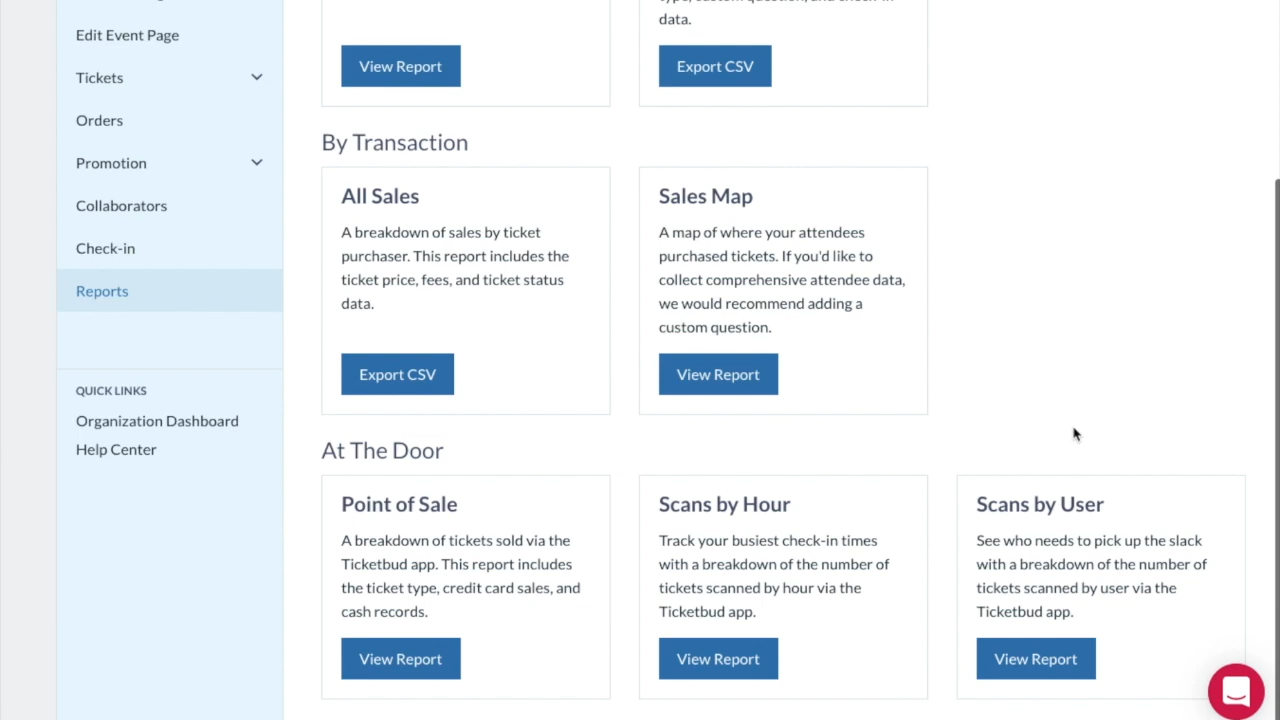 Edit Event Page
Tickets
Orders
Promotion
Collaborators
Check-in
Reports
QUICK LINKS
Organization Dashboard
Help Center
data.
View Report
Export CSV
By Transaction
All Sales
A breakdown of sales by ticket
purchaser. This report includes the
ticket price, fees, and ticket status
data.
Export CSV
Sales Map
A map of where your attendees
purchased tickets. If you'd like to
collect comprehensive attendee data,
we would recommend adding a
custom question.
View Report
At The Door
Point of Sale
A breakdown of tickets sold via the
Ticketbud app. This report includes
the ticket type, credit card sales, and
cash records.
View Report
Scans by Hour
Track your busiest check-in times
with a breakdown of the number of
tickets scanned by hour via the
Ticketbud app.
View Report
Scans by User
See who needs to pick up the slack
with a breakdown of the number of
tickets scanned by user via the
Ticketbud app.
View Report